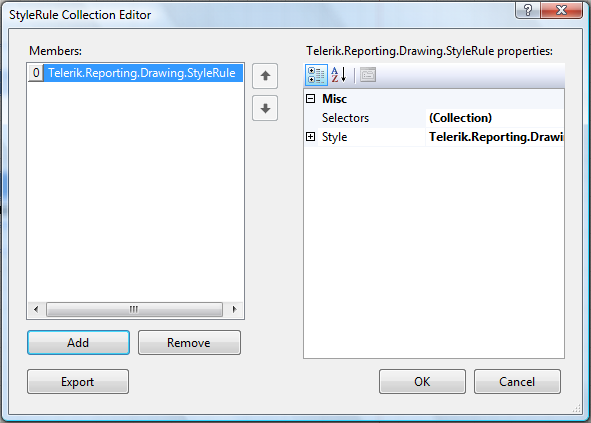 StyleRule Collection Editor
?
Members:
0 Telerik.Reporting.Drawing.StyleRule
Add
Remove
Export
Telerik.Reporting.Drawing.StyleRule properties:
A
Z
Misc
Selectors (Collection)
Style Telerik.Reporting.Drawi
OK
Cancel